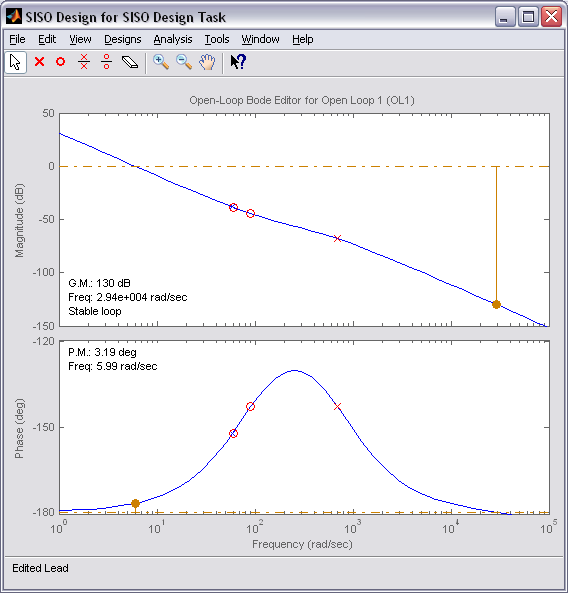 SISO Design for SISO Design Task
File Edit View Designs Analysis Tools Window Help
Open-Loop Bode Editor for Open Loop 1 (OL1)
50
0
-50
-100
-150
Magnitude (dB)
G.M.: 130 dB
Freq: 2.94e+004 rad/sec
Stable loop
-120
-150
-180
Phase (deg)
P.M.: 3.19 deg
Freq: 5.99 rad/sec
10^0 10^1 10^2 10^3 10^4 10^5
Frequency (rad/sec)
Edited Lead